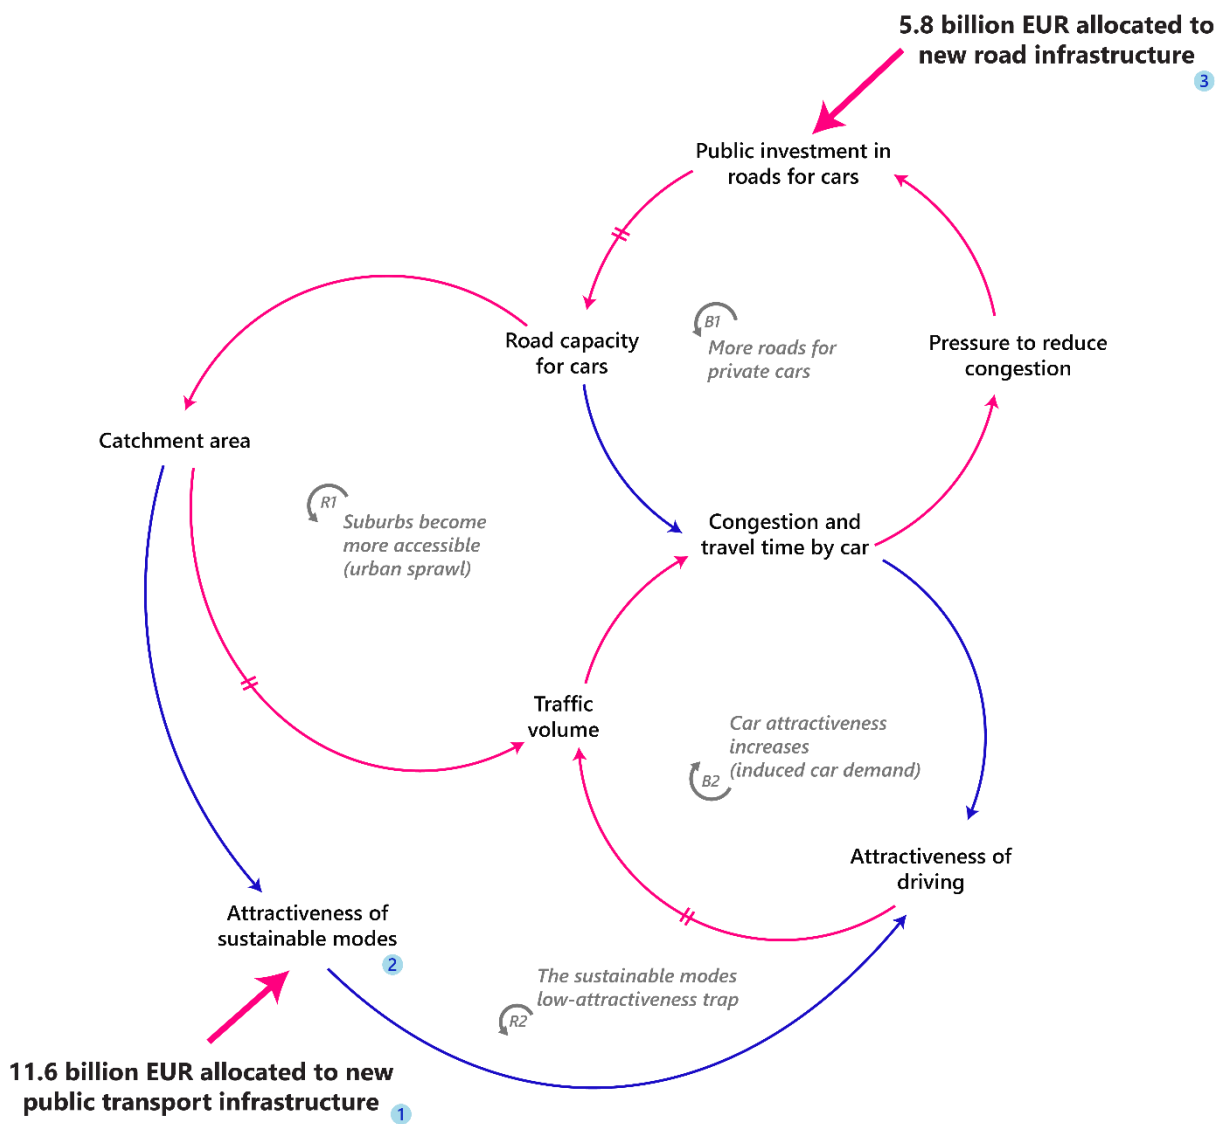 5.8 billion EUR allocated to
new road infrastructure
3
Public investment in
roads for cars
B1
More roads for
private cars
Road capacity
for cars
Pressure to reduce
congestion
Catchment area
R1
Suburbs become
more accessible
(urban sprawl)
Congestion and
travel time by car
Traffic
volume
Car attractiveness
increases
(induced car demand)
B2
Attractiveness of
driving
Attractiveness of
sustainable modes
2
The sustainable modes
low-attractiveness trap
R2
11.6 billion EUR allocated to new
public transport infrastructure
1